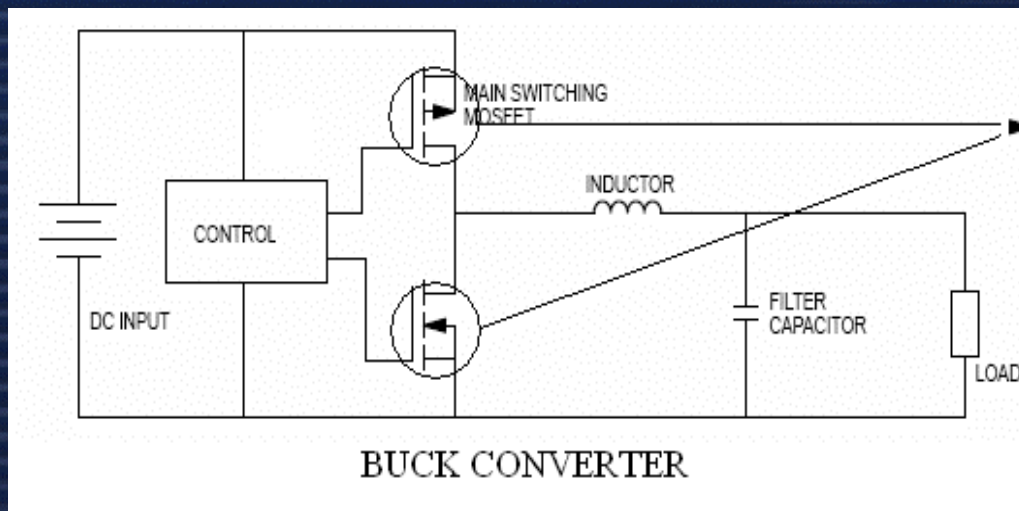 MAIN SWITCHING
MOSFET
INDUCTOR
CONTROL
DC INPUT
FILTER
CAPACITOR
LOAD
BUCK CONVERTER